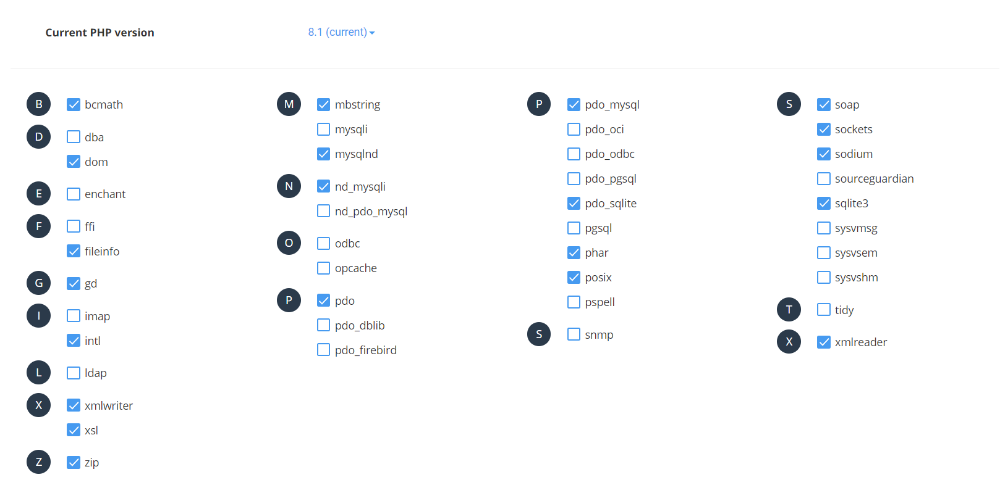 Current PHP version
8.1 (current)
B
bcmath
D
dba
dom
E
enchant
F
ffi
fileinfo
G
gd
I
imap
intl
L
ldap
X
xmlwriter
xsl
Z
zip
M
mbstring
mysqli
mysqlnd
N
nd_mysqli
nd_pdo_mysql
O
odbc
opcache
P
pdo
pdo_dblib
pdo_firebird
P
pdo_mysql
pdo_oci
pdo_odbc
pdo_pgsql
pdo_sqlite
pgsql
phar
posix
pspell
S
snmp
S
soap
sockets
sodium
sourceguardian
sqlite3
sysvmsg
sysvsem
sysvshm
T
tidy
X
xmlreader